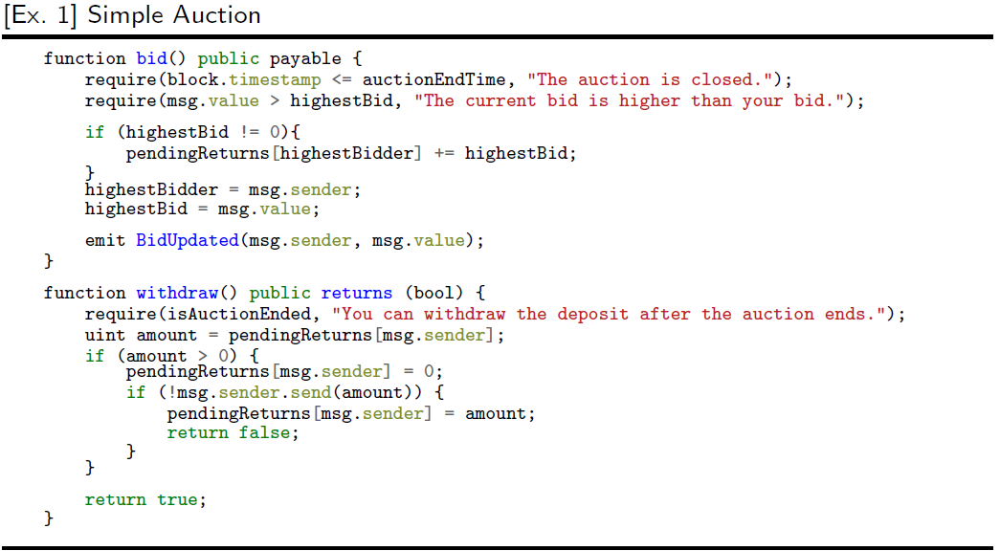 [Ex. 1] Simple Auction
function bid() public payable {
require(block.timestamp <= auctionEndTime, "The auction is closed.");
require(msg.value > highestBid, "The current bid is higher than your bid.");
if (highestBid != 0){
pendingReturns[highestBidder] += highestBid;
}
highestBidder = msg.sender;
highestBid = msg.value;
emit BidUpdated(msg.sender, msg.value);
}
function withdraw() public returns (bool) {
require(isAuctionEnded, "You can withdraw the deposit after the auction ends.");
uint amount = pendingReturns[msg.sender];
if (amount > 0) {
pendingReturns[msg.sender] = 0;
if (!msg.sender.send(amount)) {
pendingReturns[msg.sender] = amount;
return false;
}
}
return true;
}